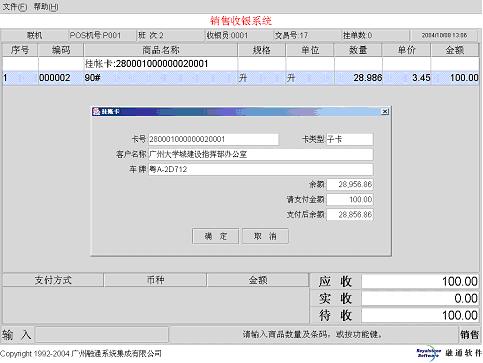 文件(F) 帮助(H)
销售收银系统
联机 POS机号:P001 班 次:2 收银员:0001 交易号:17 挂单数:0 2004/10/08 13:06
序号 编码 商品名称 规格 单位 数量 单价 金额
挂帐卡:280001000000020001
1 000002 90# 升 升 28.986 3.45 100.00
挂账卡
卡号 280001000000020001 卡类型 子卡
客户名称 广州大学城建设指挥部办公室
车 牌 粤A-2D712
余额 28,956.86
请支付金额 100.00
支付后余额 28,856.86
确 定 取 消
支付方式 币种 金额
应 收 100.00
实 收 0.00
待 收 100.00
输 入 请输入商品数量及条码，或按功能键。 销售
Copyright 1992-2004 广州融通系统集成有限公司 Royalstone Software 融通软件